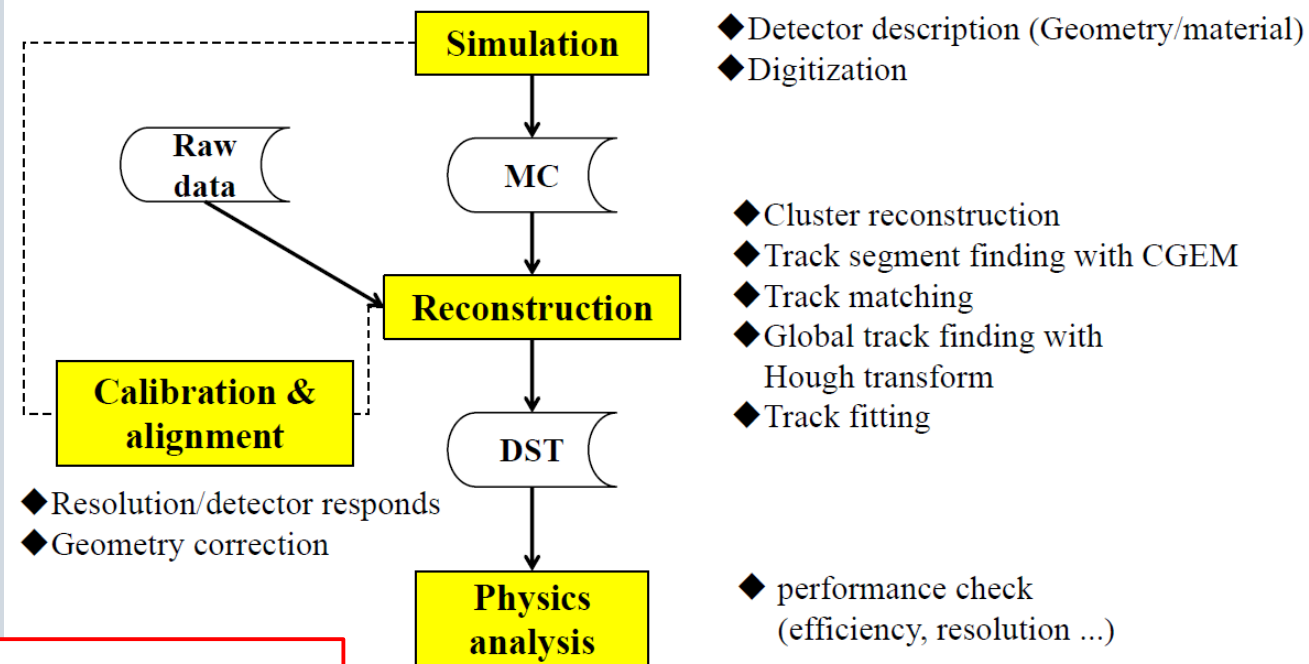 Simulation
◆Detector description (Geometry/material)
◆Digitization
Raw
data
MC
Reconstruction
◆Cluster reconstruction
◆Track segment finding with CGEM
◆Track matching
◆Global track finding with
Hough transform
◆Track fitting
Calibration &
alignment
◆Resolution/detector responds
◆Geometry correction
DST
Physics
analysis
◆ performance check
(efficiency, resolution ...)